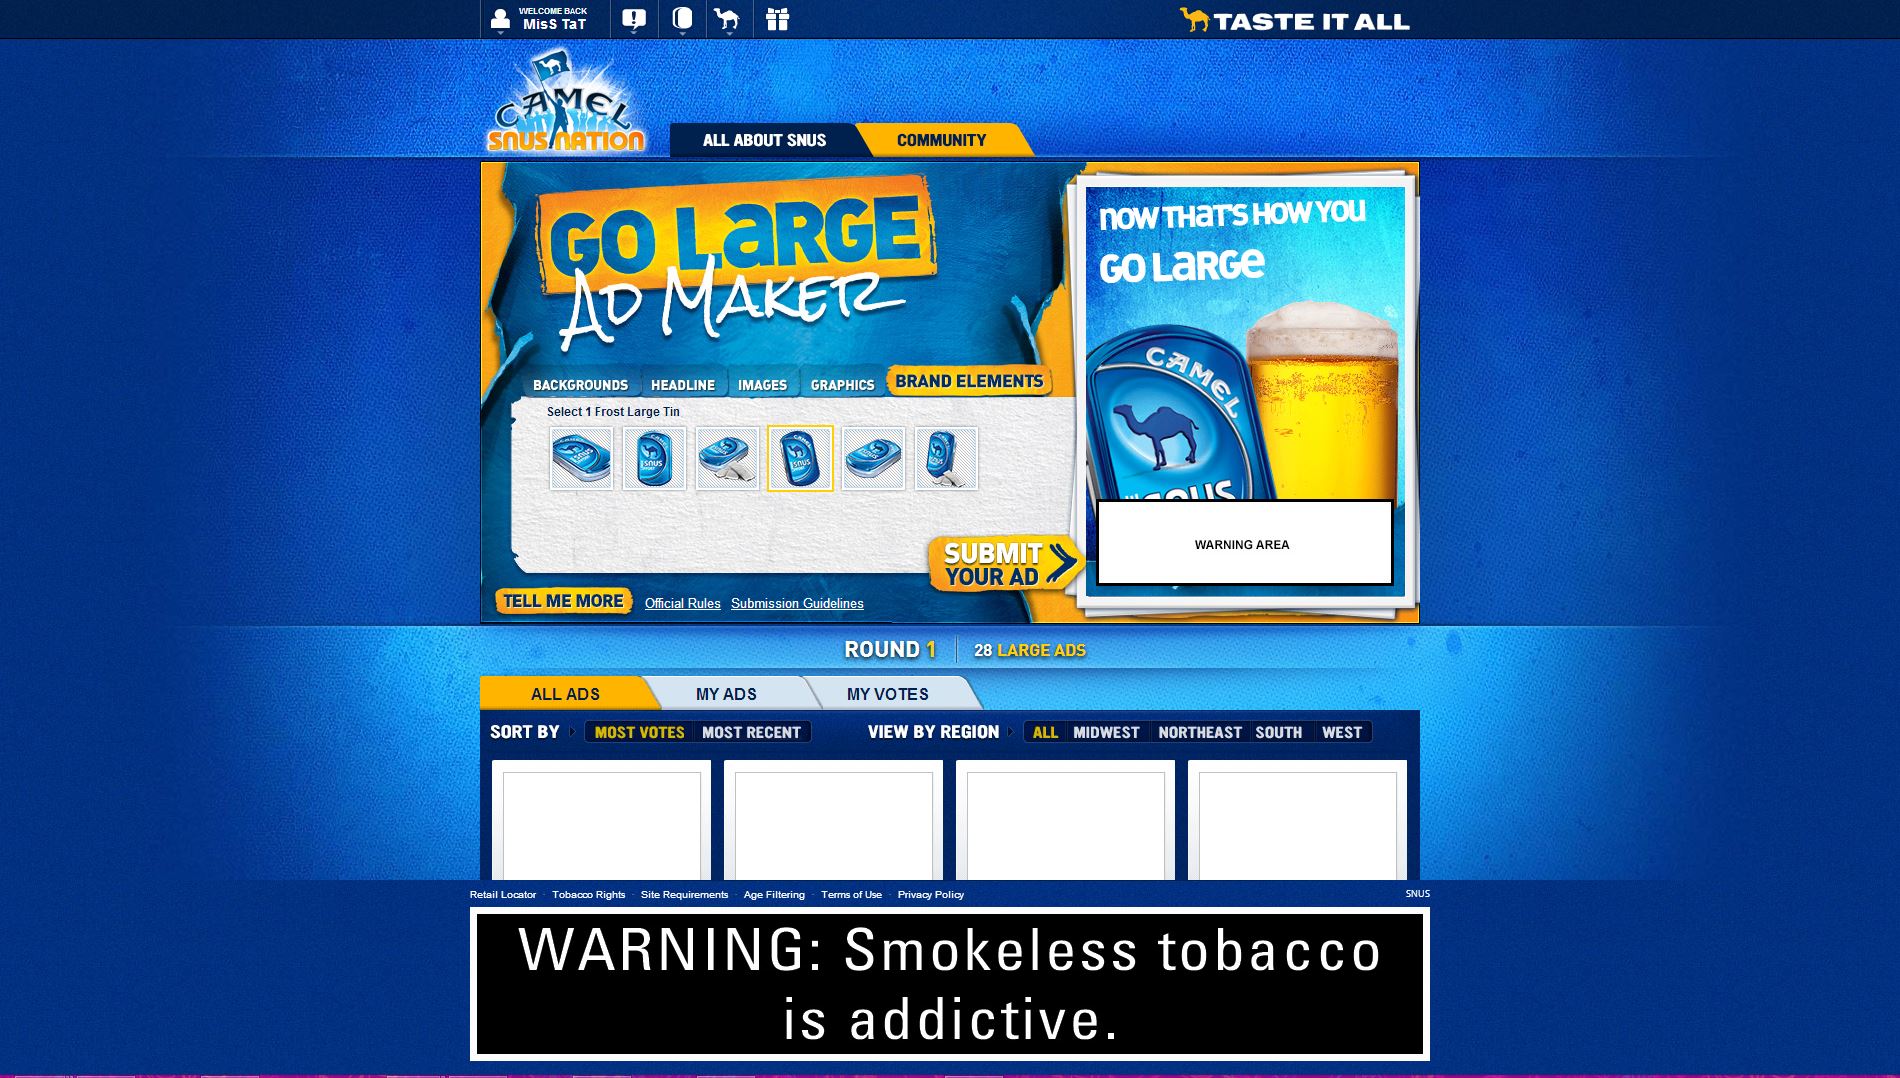 WELCOME BACK
MisS TaT
TASTE IT ALL
CAMEL
SNUS NATION
ALL ABOUT SNUS
COMMUNITY
GO LARGE
AD MAKER
BACKGROUNDS
HEADLINE
IMAGES
GRAPHICS
BRAND ELEMENTS
Select 1 Frost Large Tin
SUBMIT
YOUR AD
TELL ME MORE
Official Rules
Submission Guidelines
NOW THAT'S HOW YOU
GO LARGE
CAMEL
SNUS
WARNING AREA
ROUND 1
28 LARGE ADS
ALL ADS
MY ADS
MY VOTES
SORT BY
MOST VOTES
MOST RECENT
VIEW BY REGION
ALL
MIDWEST
NORTHEAST
SOUTH
WEST
Retail Locator · Tobacco Rights · Site Requirements · Age Filtering · Terms of Use · Privacy Policy
SNUS
WARNING: Smokeless tobacco
is addictive.